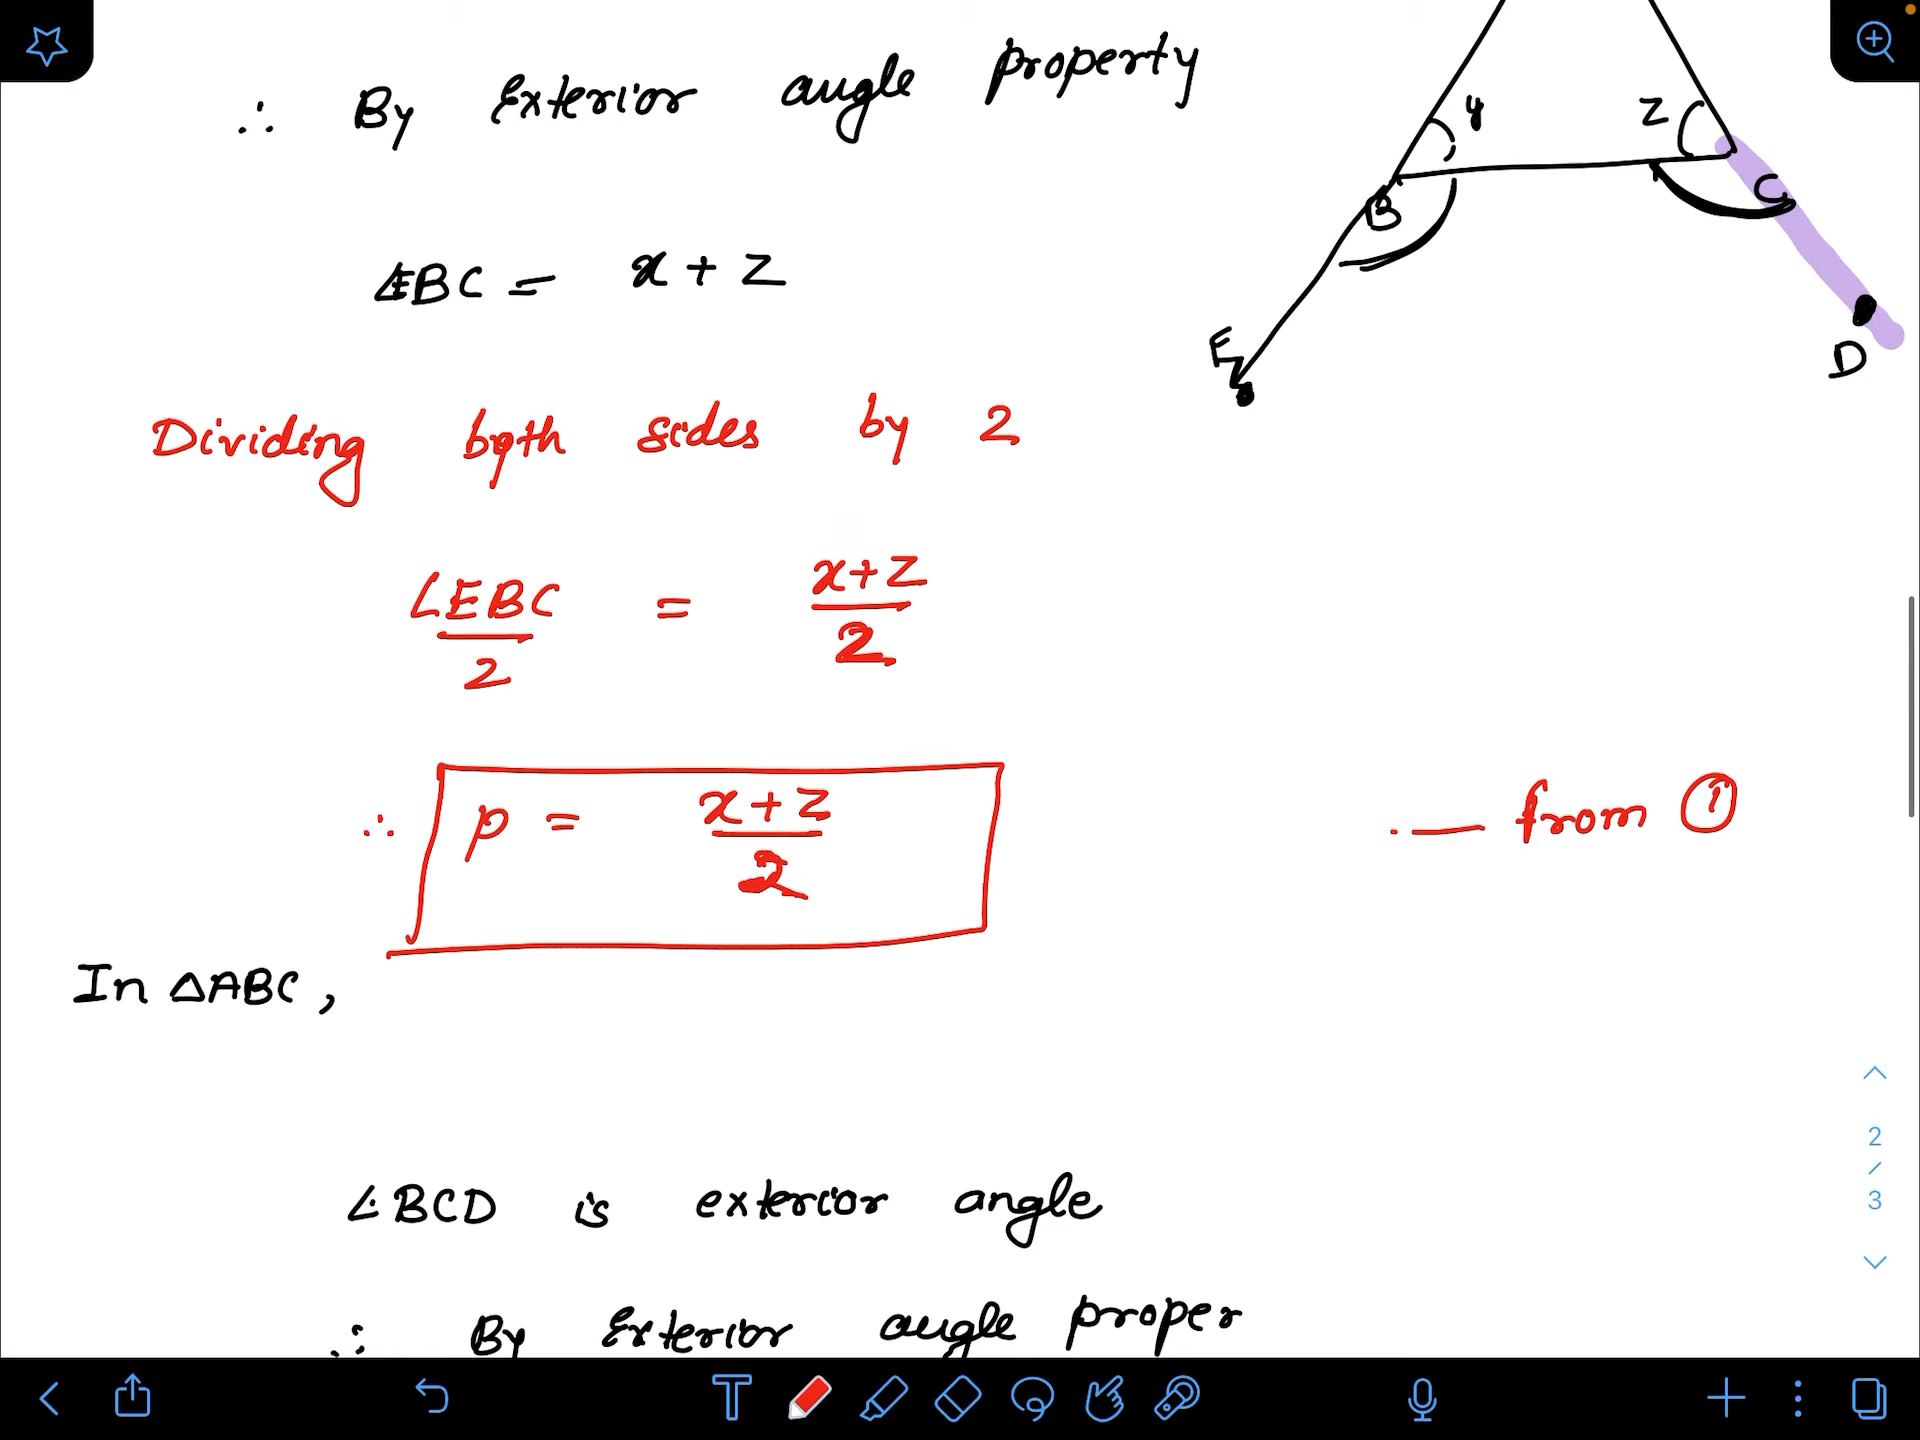 ∴ By Exterior angle property
y
Z
B
C
∠EBC = x + z
E
D
Dividing both sides by 2
∠EBC/2 = x+z/2
∴ p = x+z/2 .— from ①
In △ABC,
2
/
3
∠BCD is exterior angle
∴ By Exterior angle proper
T